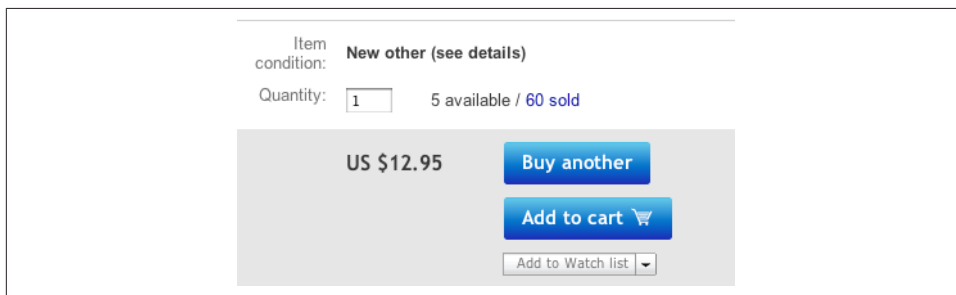 Item
condition:
New other (see details)
Quantity:
1
5 available / 60 sold
US $12.95
Buy another
Add to cart
Add to Watch list